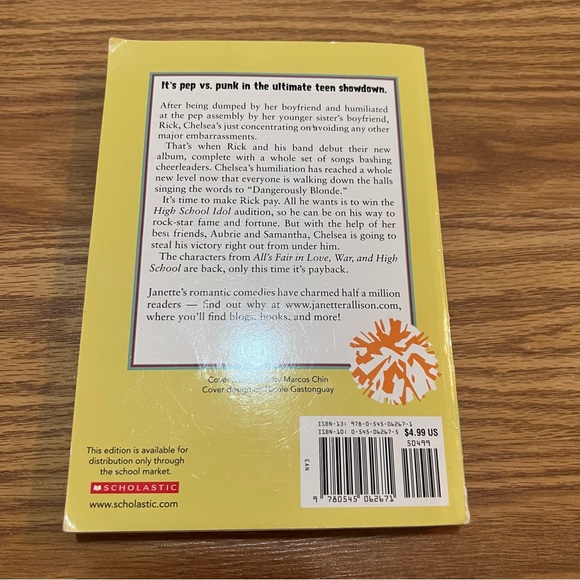 It's pep vs. punk in the ultimate teen showdown.
After being dumped by her boyfriend and humiliated
at the pep assembly by her younger sister's boyfriend,
Rick, Chelsea's just concentrating on avoiding any other
major embarrassments.
That's when Rick and his band debut their new
album, complete with a whole set of songs bashing
cheerleaders. Chelsea's humiliation has reached a whole
new level now that everyone is walking down the halls
singing the words to "Dangerously Blonde."
It's time to make Rick pay. All he wants is to win the
High School Idol audition, so he can be on his way to
rock-star fame and fortune. But with the help of her
best friends, Aubrie and Samantha, Chelsea is going to
steal his victory right out from under him.
The characters from All's Fair in Love, War, and High
School are back, only this time it's payback.
Janette's romantic comedies have charmed half a million
readers — find out why at www.janetterallison.com,
where you'll find blogs, books, and more!
Cover by Marcos Chin
Cover design Gastonguay
ISBN-13: 978-0-545-06267-1
ISBN-10: 0-545-06267-5
$4.99 US
50499
CAN
9 780545 062671
This edition is available for
distribution only through
the school market.
SCHOLASTIC
www.scholastic.com